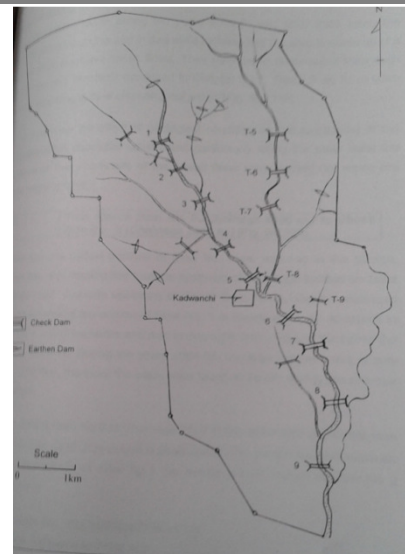 N
1
T-5
2
T-6
3
T-7
4
5
T-8
Kadwanchi
T-9
6
7
Check Dam
Earthen Dam
8
Scale
9
0 1km